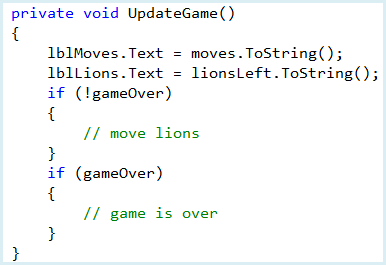 private void UpdateGame()
{
    lblMoves.Text = moves.ToString();
    lblLions.Text = lionsLeft.ToString();
    if (!gameOver)
    {
        // move lions
    }
    if (gameOver)
    {
        // game is over
    }
}